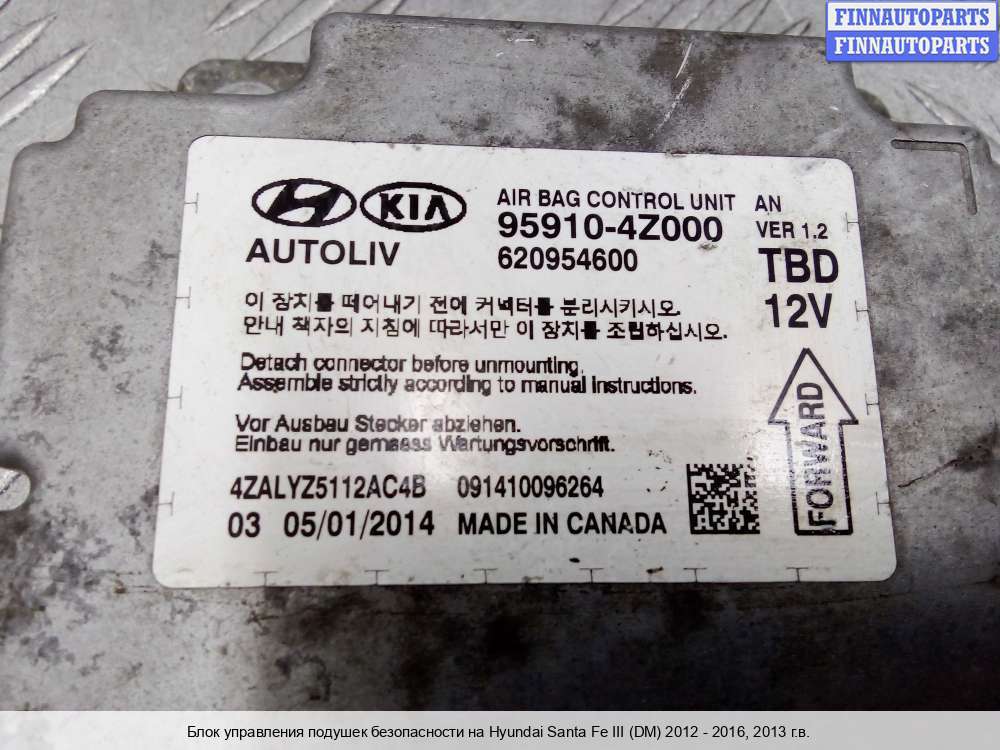 FINNAUTOPARTS
FINNAUTOPARTS
KIA
AUTOLIV
AIR BAG CONTROL UNIT AN
95910-4Z000 VER 1.2
620954600 TBD
12V
이 장치를 떼어내기 전에 커넥터를 분리시키시오.
안내 책자의 지침에 따라서만 이 장치를 조립하십시오.
Detach connector before unmounting.
Assemble strictly according to manual instructions.
Vor Ausbau Stecker abziehen.
Einbau nur gemaess Wartungsvorschrift.
FORWARD
4ZALYZ5112AC4B 091410096264
03 05/01/2014 MADE IN CANADA
Блок управления подушек безопасности на Hyundai Santa Fe III (DM) 2012 - 2016, 2013 г.в.